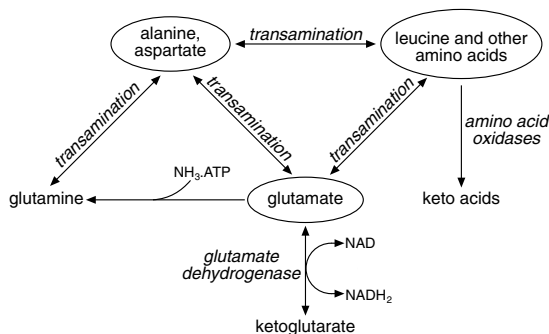 alanine,
aspartate
transamination
leucine and other
amino acids
transamination
transamination
transamination
amino acid
oxidases
NH₃.ATP
glutamine
glutamate
keto acids
glutamate
dehydrogenase
NAD
NADH₂
ketoglutarate